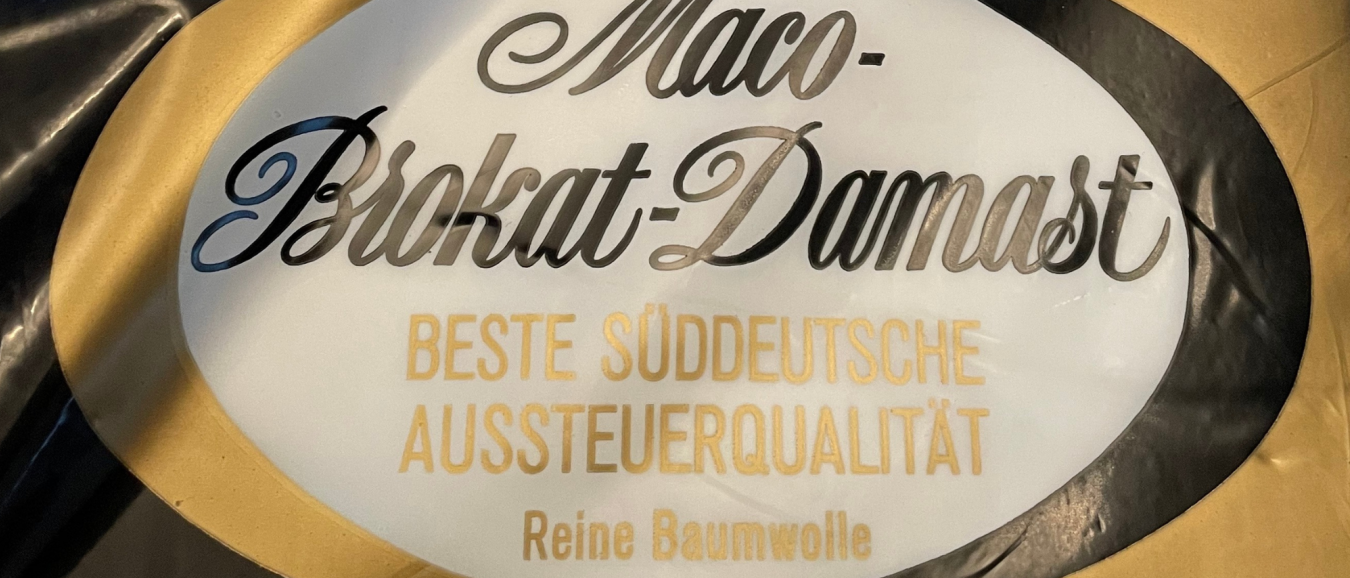 Maco-
Brokat-Damast
BESTE SÜDDEUTSCHE
AUSSTEUERQUALITÄT
Reine Baumwolle